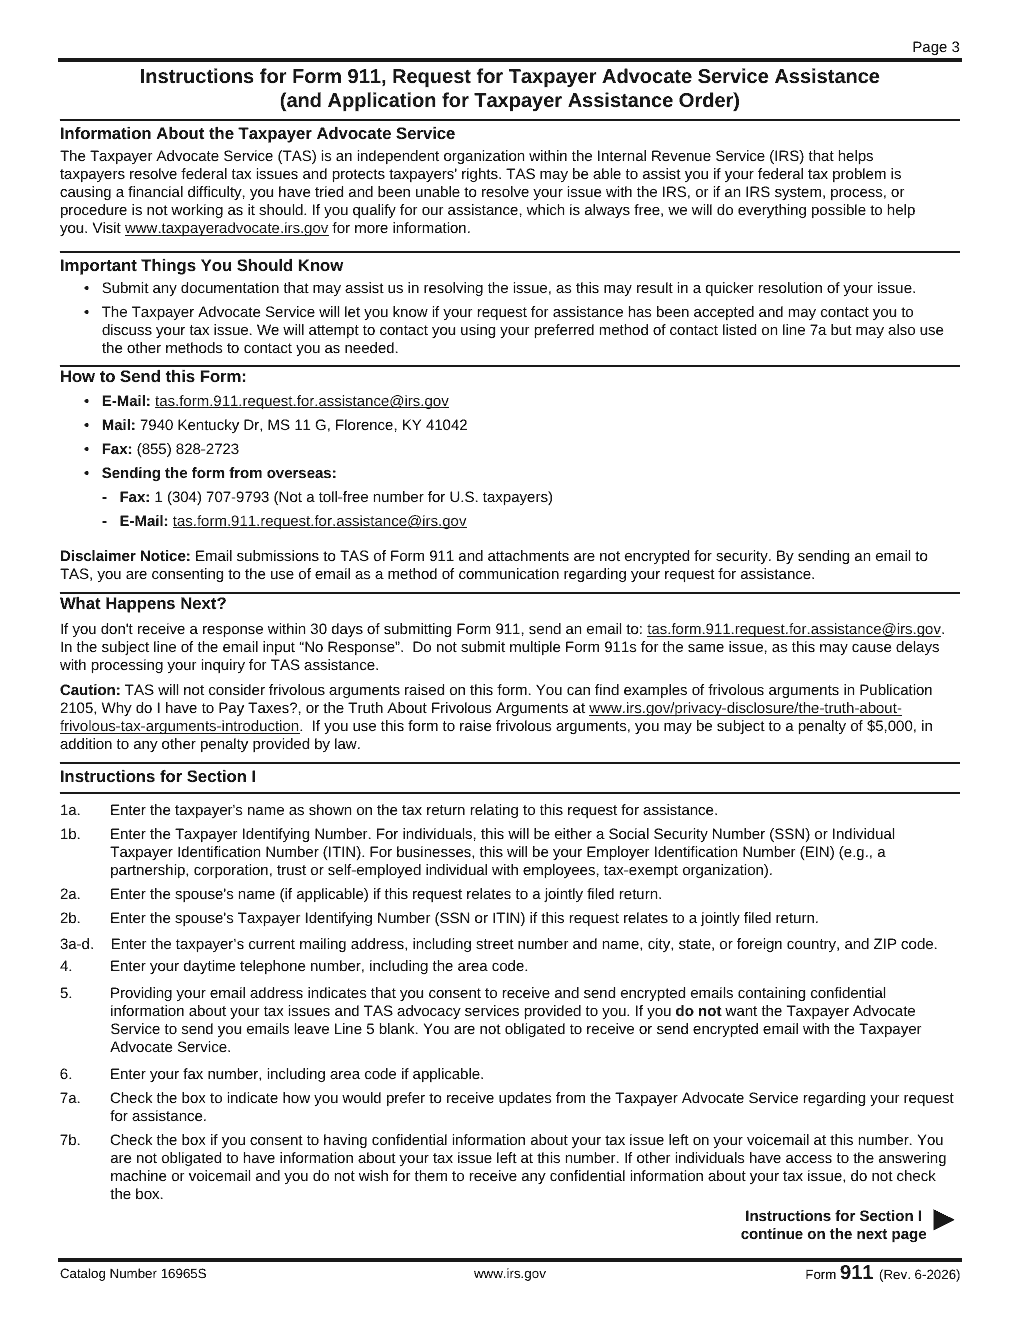 Page 3
Instructions for Form 911, Request for Taxpayer Advocate Service Assistance
(and Application for Taxpayer Assistance Order)
Information About the Taxpayer Advocate Service
The Taxpayer Advocate Service (TAS) is an independent organization within the Internal Revenue Service (IRS) that helps
taxpayers resolve federal tax issues and protects taxpayers' rights. TAS may be able to assist you if your federal tax problem is
causing a financial difficulty, you have tried and been unable to resolve your issue with the IRS, or if an IRS system, process, or
procedure is not working as it should. If you qualify for our assistance, which is always free, we will do everything possible to help
you. Visit www.taxpayeradvocate.irs.gov for more information.
Important Things You Should Know
• Submit any documentation that may assist us in resolving the issue, as this may result in a quicker resolution of your issue.
• The Taxpayer Advocate Service will let you know if your request for assistance has been accepted and may contact you to
discuss your tax issue. We will attempt to contact you using your preferred method of contact listed on line 7a but may also use
the other methods to contact you as needed.
How to Send this Form:
• E-Mail: tas.form.911.request.for.assistance@irs.gov
• Mail: 7940 Kentucky Dr, MS 11 G, Florence, KY 41042
• Fax: (855) 828-2723
• Sending the form from overseas:
- Fax: 1 (304) 707-9793 (Not a toll-free number for U.S. taxpayers)
- E-Mail: tas.form.911.request.for.assistance@irs.gov
Disclaimer Notice: Email submissions to TAS of Form 911 and attachments are not encrypted for security. By sending an email to
TAS, you are consenting to the use of email as a method of communication regarding your request for assistance.
What Happens Next?
If you don't receive a response within 30 days of submitting Form 911, send an email to: tas.form.911.request.for.assistance@irs.gov.
In the subject line of the email input “No Response”. Do not submit multiple Form 911s for the same issue, as this may cause delays
with processing your inquiry for TAS assistance.
Caution: TAS will not consider frivolous arguments raised on this form. You can find examples of frivolous arguments in Publication
2105, Why do I have to Pay Taxes?, or the Truth About Frivolous Arguments at www.irs.gov/privacy-disclosure/the-truth-about-
frivolous-tax-arguments-introduction. If you use this form to raise frivolous arguments, you may be subject to a penalty of $5,000, in
addition to any other penalty provided by law.
Instructions for Section I
1a. Enter the taxpayer's name as shown on the tax return relating to this request for assistance.
1b. Enter the Taxpayer Identifying Number. For individuals, this will be either a Social Security Number (SSN) or Individual
Taxpayer Identification Number (ITIN). For businesses, this will be your Employer Identification Number (EIN) (e.g., a
partnership, corporation, trust or self-employed individual with employees, tax-exempt organization).
2a. Enter the spouse's name (if applicable) if this request relates to a jointly filed return.
2b. Enter the spouse's Taxpayer Identifying Number (SSN or ITIN) if this request relates to a jointly filed return.
3a-d. Enter the taxpayer's current mailing address, including street number and name, city, state, or foreign country, and ZIP code.
4. Enter your daytime telephone number, including the area code.
5. Providing your email address indicates that you consent to receive and send encrypted emails containing confidential
information about your tax issues and TAS advocacy services provided to you. If you do not want the Taxpayer Advocate
Service to send you emails leave Line 5 blank. You are not obligated to receive or send encrypted email with the Taxpayer
Advocate Service.
6. Enter your fax number, including area code if applicable.
7a. Check the box to indicate how you would prefer to receive updates from the Taxpayer Advocate Service regarding your request
for assistance.
7b. Check the box if you consent to having confidential information about your tax issue left on your voicemail at this number. You
are not obligated to have information about your tax issue left at this number. If other individuals have access to the answering
machine or voicemail and you do not wish for them to receive any confidential information about your tax issue, do not check
the box.
Instructions for Section I
continue on the next page
Catalog Number 16965S www.irs.gov Form 911 (Rev. 6-2026)